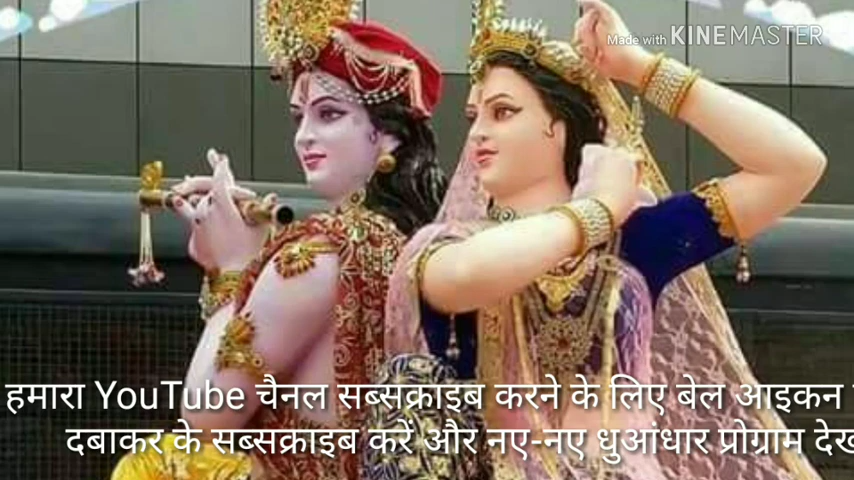 Made with KINEMASTER
हमारा YouTube चैनल सब्सक्राइब करने के लिए बेल आइकन
दबाकर के सब्सक्राइब करें और नए-नए धुआंधार प्रोग्राम